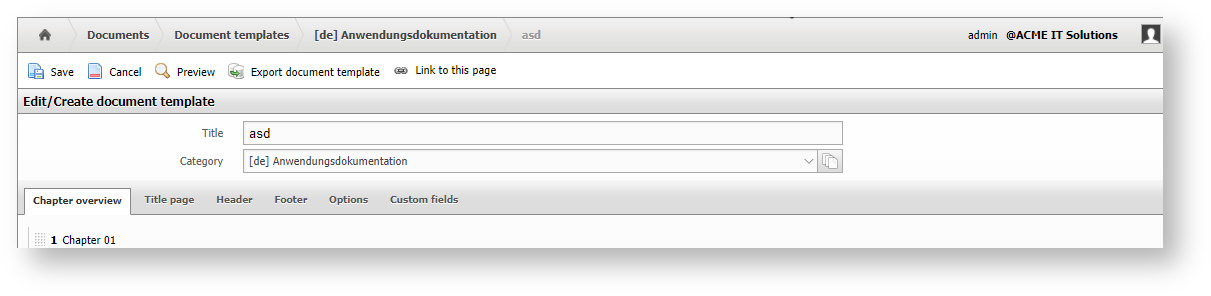 Documents Document templates [de] Anwendungsdokumentation asd admin @ACME IT Solutions
Save Cancel Preview Export document template Link to this page
Edit/Create document template
Title asd
Category [de] Anwendungsdokumentation
Chapter overview Title page Header Footer Options Custom fields
1 Chapter 01